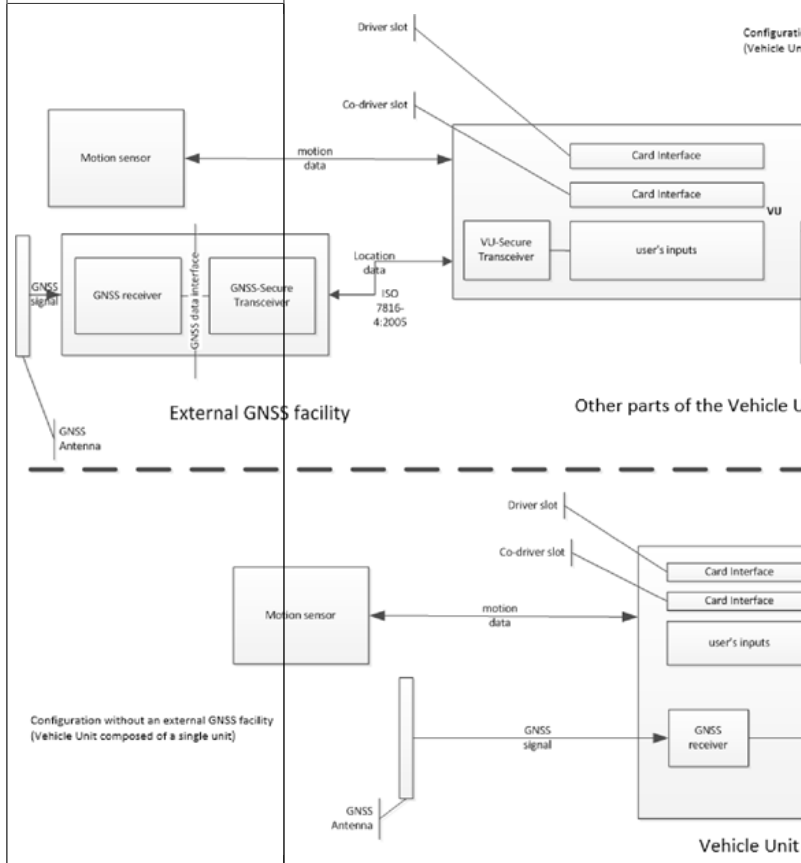 Driver slot
Configurati
(Vehicle Un
Co-driver slot
Motion sensor
motion
data
Card Interface
Card Interface
VU
VU-Secure
Transceiver
user's inputs
GNSS
signal
GNSS receiver
GNSS data interface
GNSS-Secure
Transceiver
Location
data
ISO
7816-
4:2005
External GNSS facility
Other parts of the Vehicle U
GNSS
Antenna
Driver slot
Co-driver slot
Motion sensor
motion
data
Card Interface
Card Interface
user's inputs
Configuration without an external GNSS facility
(Vehicle Unit composed of a single unit)
GNSS
signal
GNSS
receiver
GNSS
Antenna
Vehicle Unit